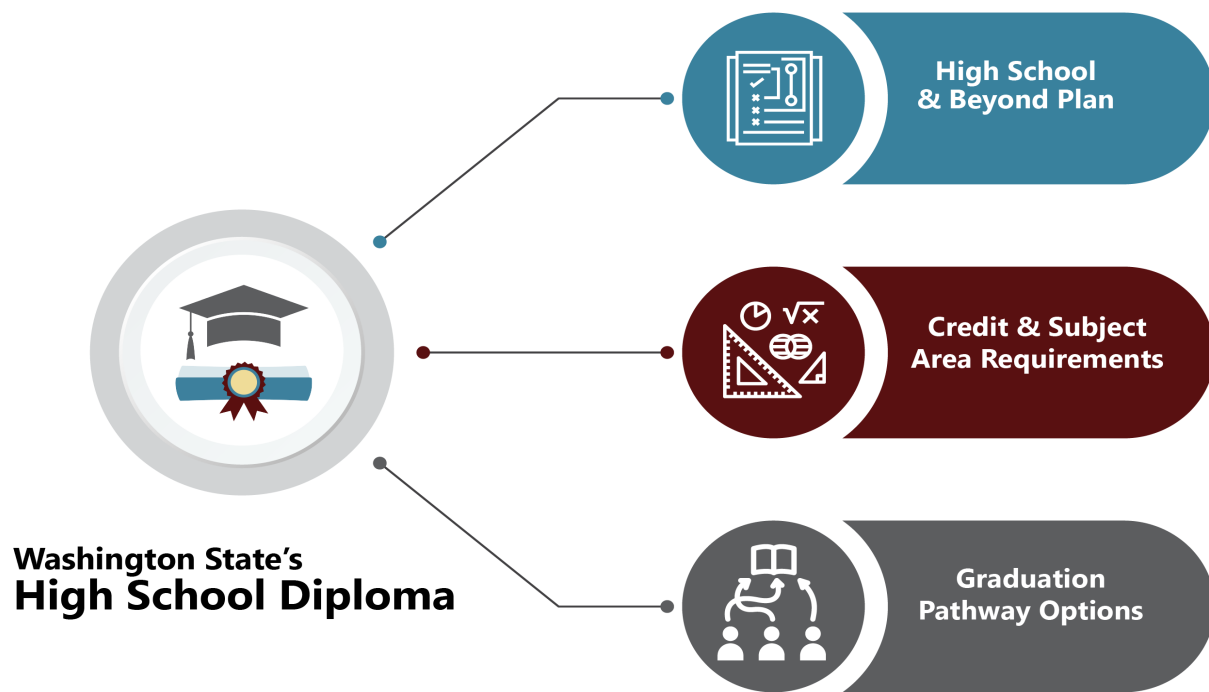 High School
& Beyond Plan
√x
Credit & Subject
Area Requirements
Washington State’s
High School Diploma
Graduation
Pathway Options